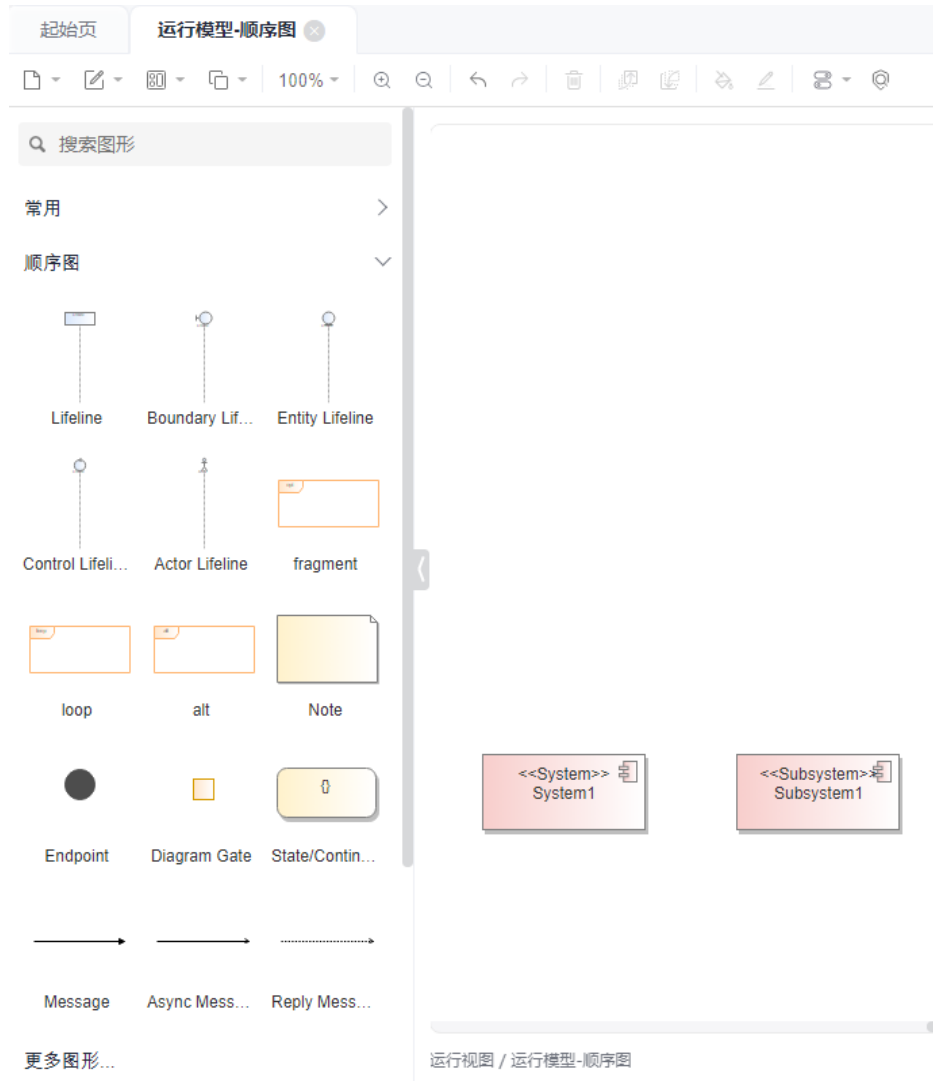 起始页
运行模型-顺序图
100%
搜索图形
常用
顺序图
Lifeline
Boundary Lif...
Entity Lifeline
Control Lifeli...
Actor Lifeline
fragment
loop
alt
Note
{}
Endpoint
Diagram Gate
State/Contin...
Message
Async Mess...
Reply Mess...
更多图形...
<<System>>
System1
<<Subsystem>>
Subsystem1
运行视图 / 运行模型-顺序图